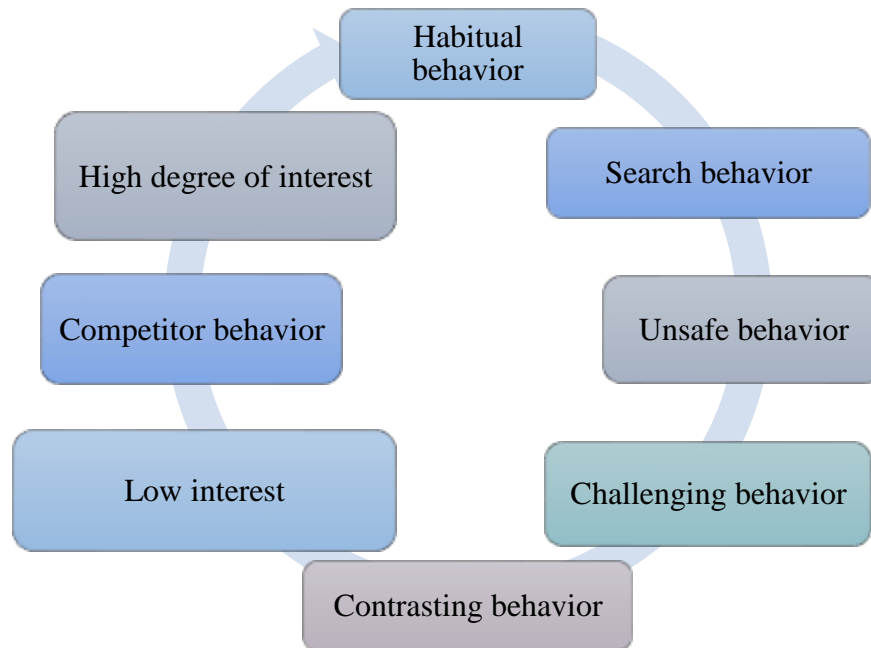 Habitual
behavior
Search behavior
Unsafe behavior
Challenging behavior
Contrasting behavior
Low interest
Competitor behavior
High degree of interest